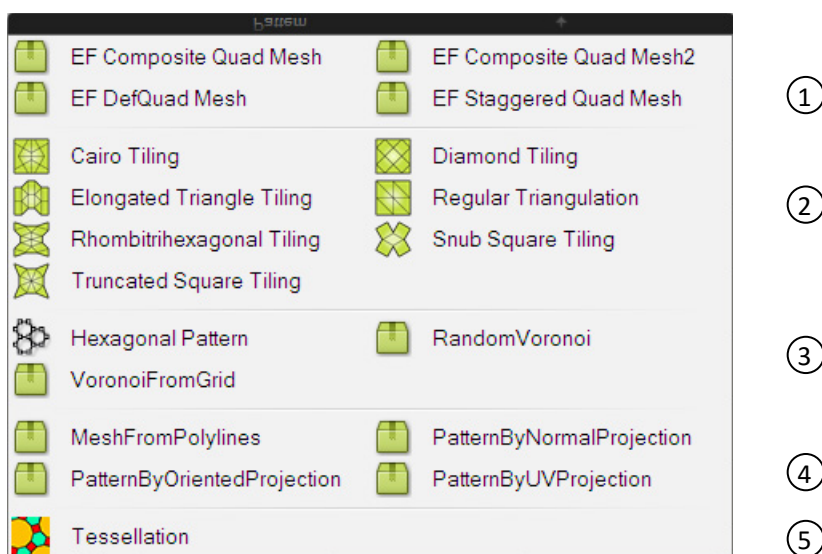 Pattern +
EF Composite Quad Mesh EF Composite Quad Mesh2
EF DefQuad Mesh EF Staggered Quad Mesh
1
Cairo Tiling Diamond Tiling
Elongated Triangle Tiling Regular Triangulation
2
Rhombitrihexagonal Tiling Snub Square Tiling
Truncated Square Tiling
Hexagonal Pattern RandomVoronoi
3
VoronoiFromGrid
MeshFromPolylines PatternByNormalProjection
PatternByOrientedProjection PatternByUVProjection
4
Tessellation
5